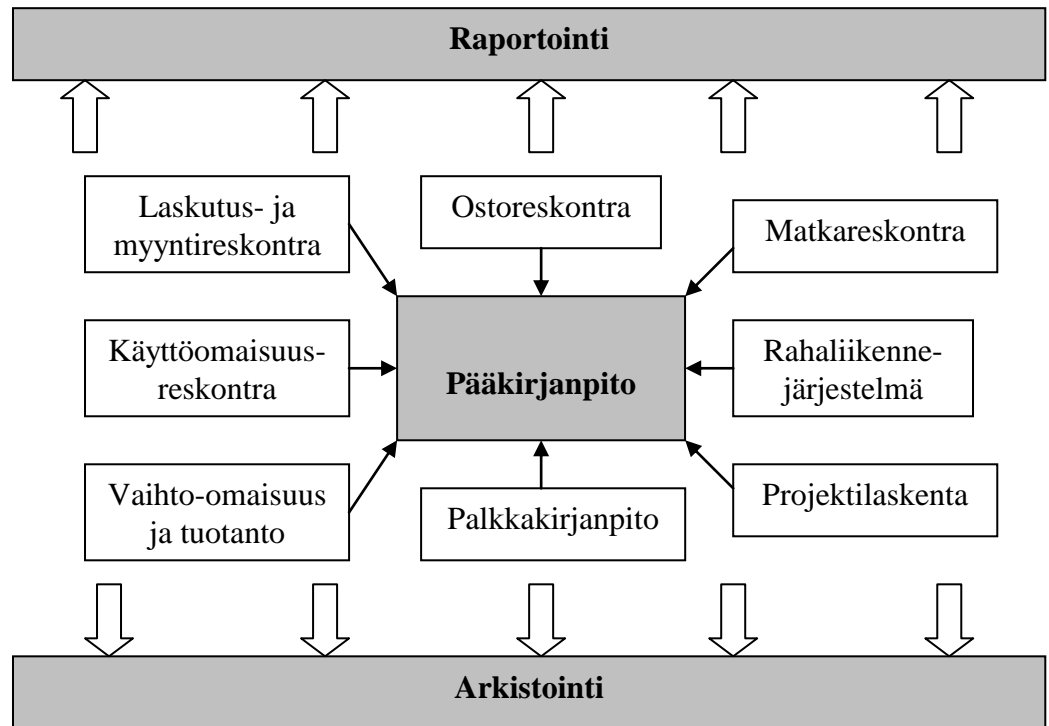 Raportointi
Laskutus- ja
myyntireskontra
Ostoreskontra
Matkareskontra
Käyttöomaisuus-
reskontra
Pääkirjanpito
Rahaliikenne-
järjestelmä
Vaihto-omaisuus
ja tuotanto
Palkkakirjanpito
Projektilaskenta
Arkistointi